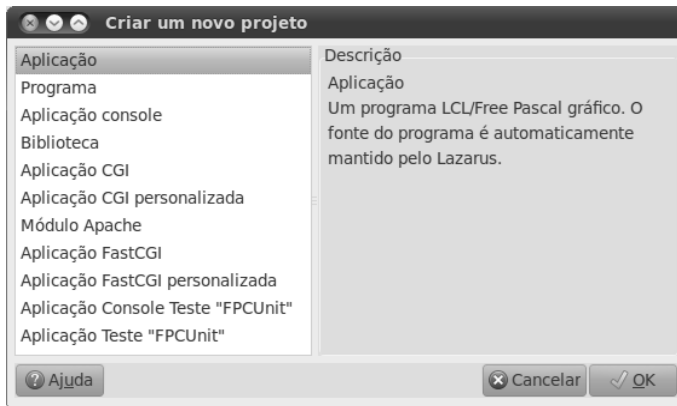 Criar um novo projeto
Aplicação
Programa
Aplicação console
Biblioteca
Aplicação CGI
Aplicação CGI personalizada
Módulo Apache
Aplicação FastCGI
Aplicação FastCGI personalizada
Aplicação Console Teste "FPCUnit"
Aplicação Teste "FPCUnit"
Descrição
Aplicação
Um programa LCL/Free Pascal gráfico. O
fonte do programa é automaticamente
mantido pelo Lazarus.
Ajuda
Cancelar
OK